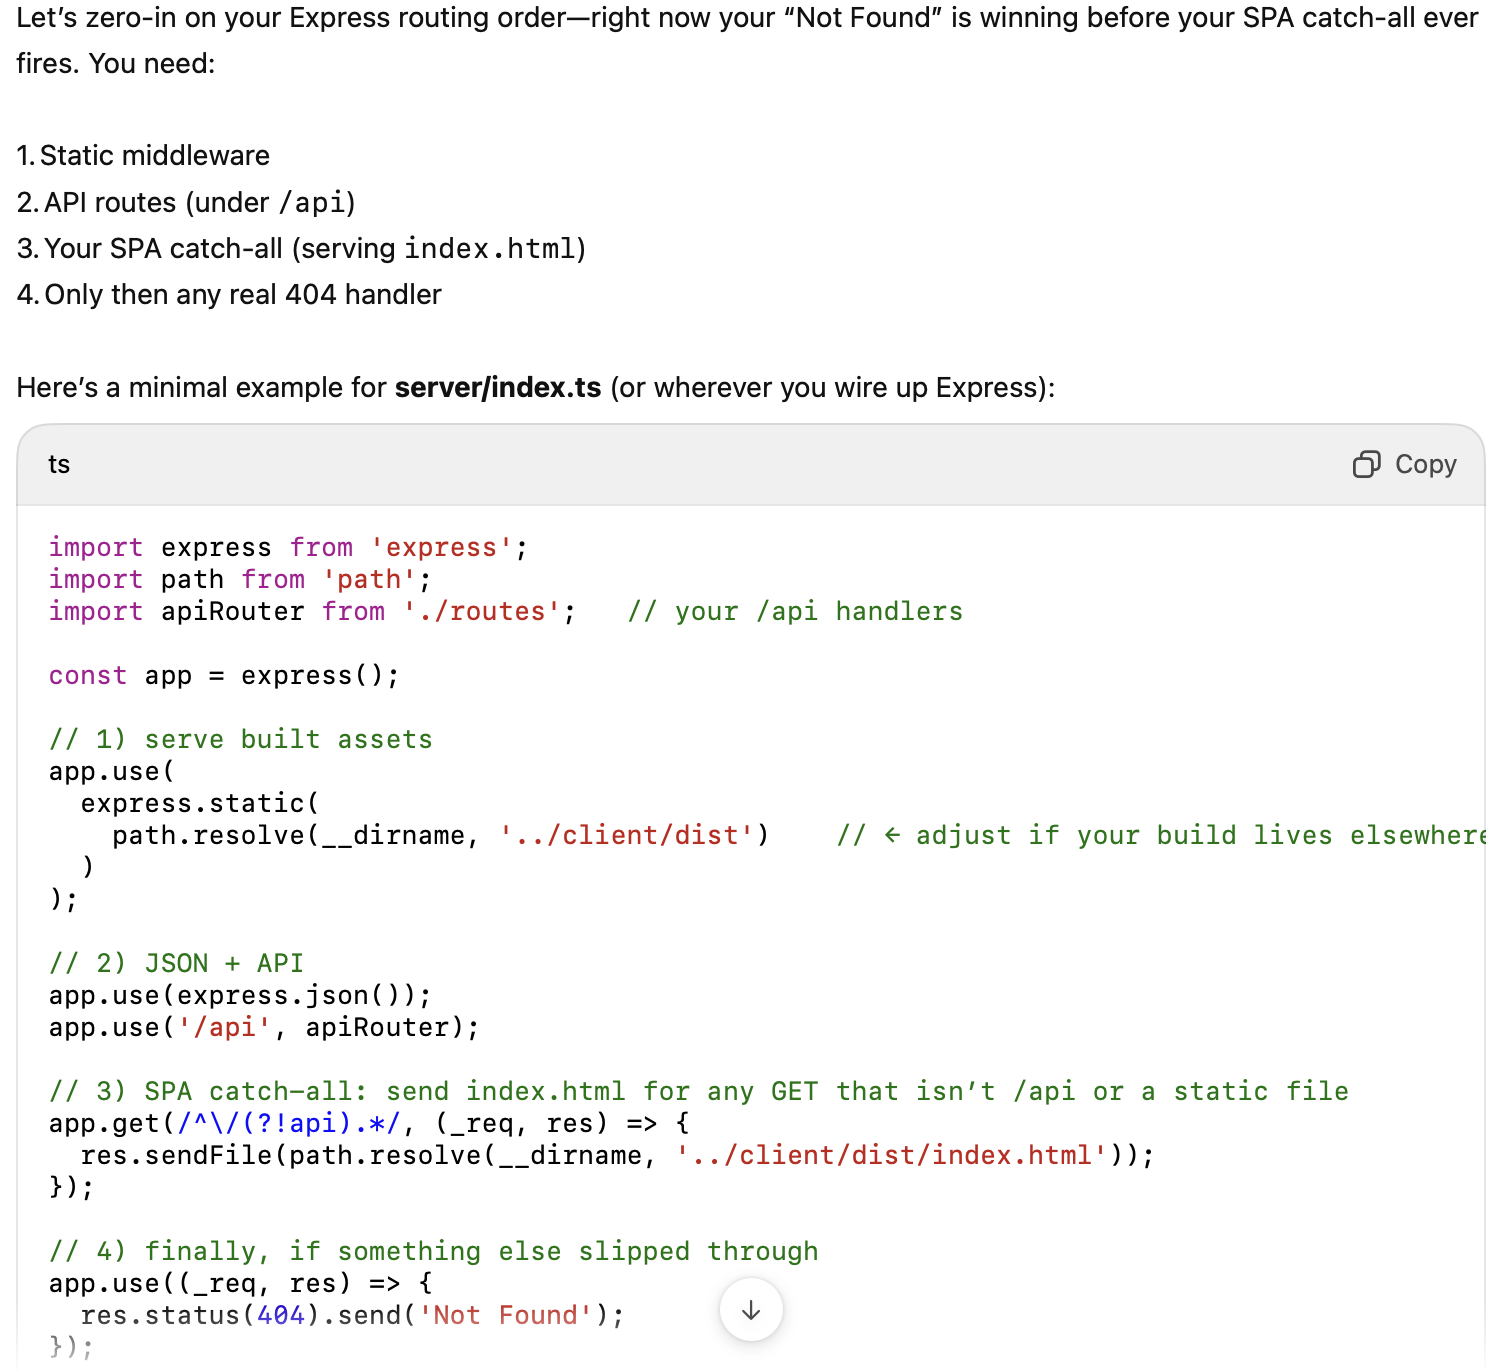 Let’s zero-in on your Express routing order—right now your “Not Found” is winning before your SPA catch-all ever
fires. You need:
1. Static middleware
2. API routes (under /api)
3. Your SPA catch-all (serving index.html)
4. Only then any real 404 handler
Here’s a minimal example for server/index.ts (or wherever you wire up Express):
ts
Copy
import express from 'express';
import path from 'path';
import apiRouter from './routes';   // your /api handlers
const app = express();
// 1) serve built assets
app.use(
  express.static(
    path.resolve(__dirname, '../client/dist')    // ← adjust if your build lives elsewhere
  )
);
// 2) JSON + API
app.use(express.json());
app.use('/api', apiRouter);
// 3) SPA catch-all: send index.html for any GET that isn’t /api or a static file
app.get(/^\/(?!api).*/, (_req, res) => {
  res.sendFile(path.resolve(__dirname, '../client/dist/index.html'));
});
// 4) finally, if something else slipped through
app.use((_req, res) => {
  res.status(404).send('Not Found');
});